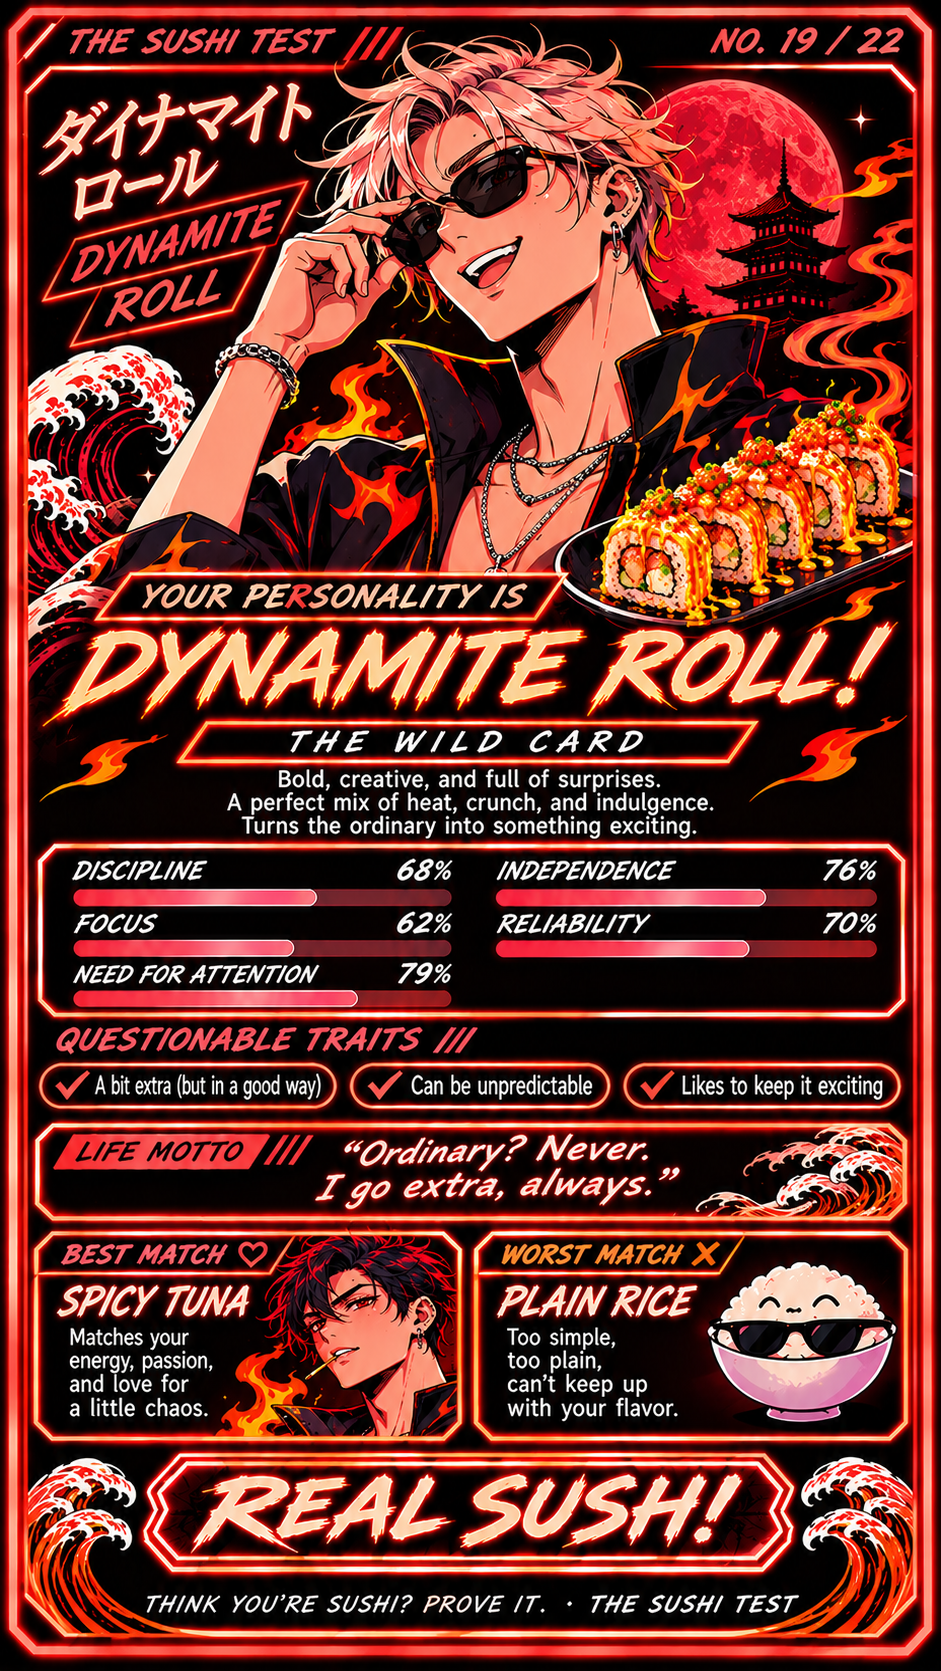 THE SUSHI TEST ///
NO. 19 / 22
ダイナマイト
ロール
DYNAMITE
ROLL
YOUR PERSONALITY IS
DYNAMITE ROLL!
THE WILD CARD
Bold, creative, and full of surprises.
A perfect mix of heat, crunch, and indulgence.
Turns the ordinary into something exciting.
DISCIPLINE 68%
INDEPENDENCE 76%
FOCUS 62%
RELIABILITY 70%
NEED FOR ATTENTION 79%
QUESTIONABLE TRAITS ///
A bit extra (but in a good way)
Can be unpredictable
Likes to keep it exciting
LIFE MOTTO ///
“Ordinary? Never.
I go extra, always.”
BEST MATCH ♡
SPICY TUNA
Matches your
energy, passion,
and love for
a little chaos.
WORST MATCH ✕
PLAIN RICE
Too simple,
too plain,
can’t keep up
with your flavor.
REAL SUSH!
THINK YOU’RE SUSHI? PROVE IT. · THE SUSHI TEST